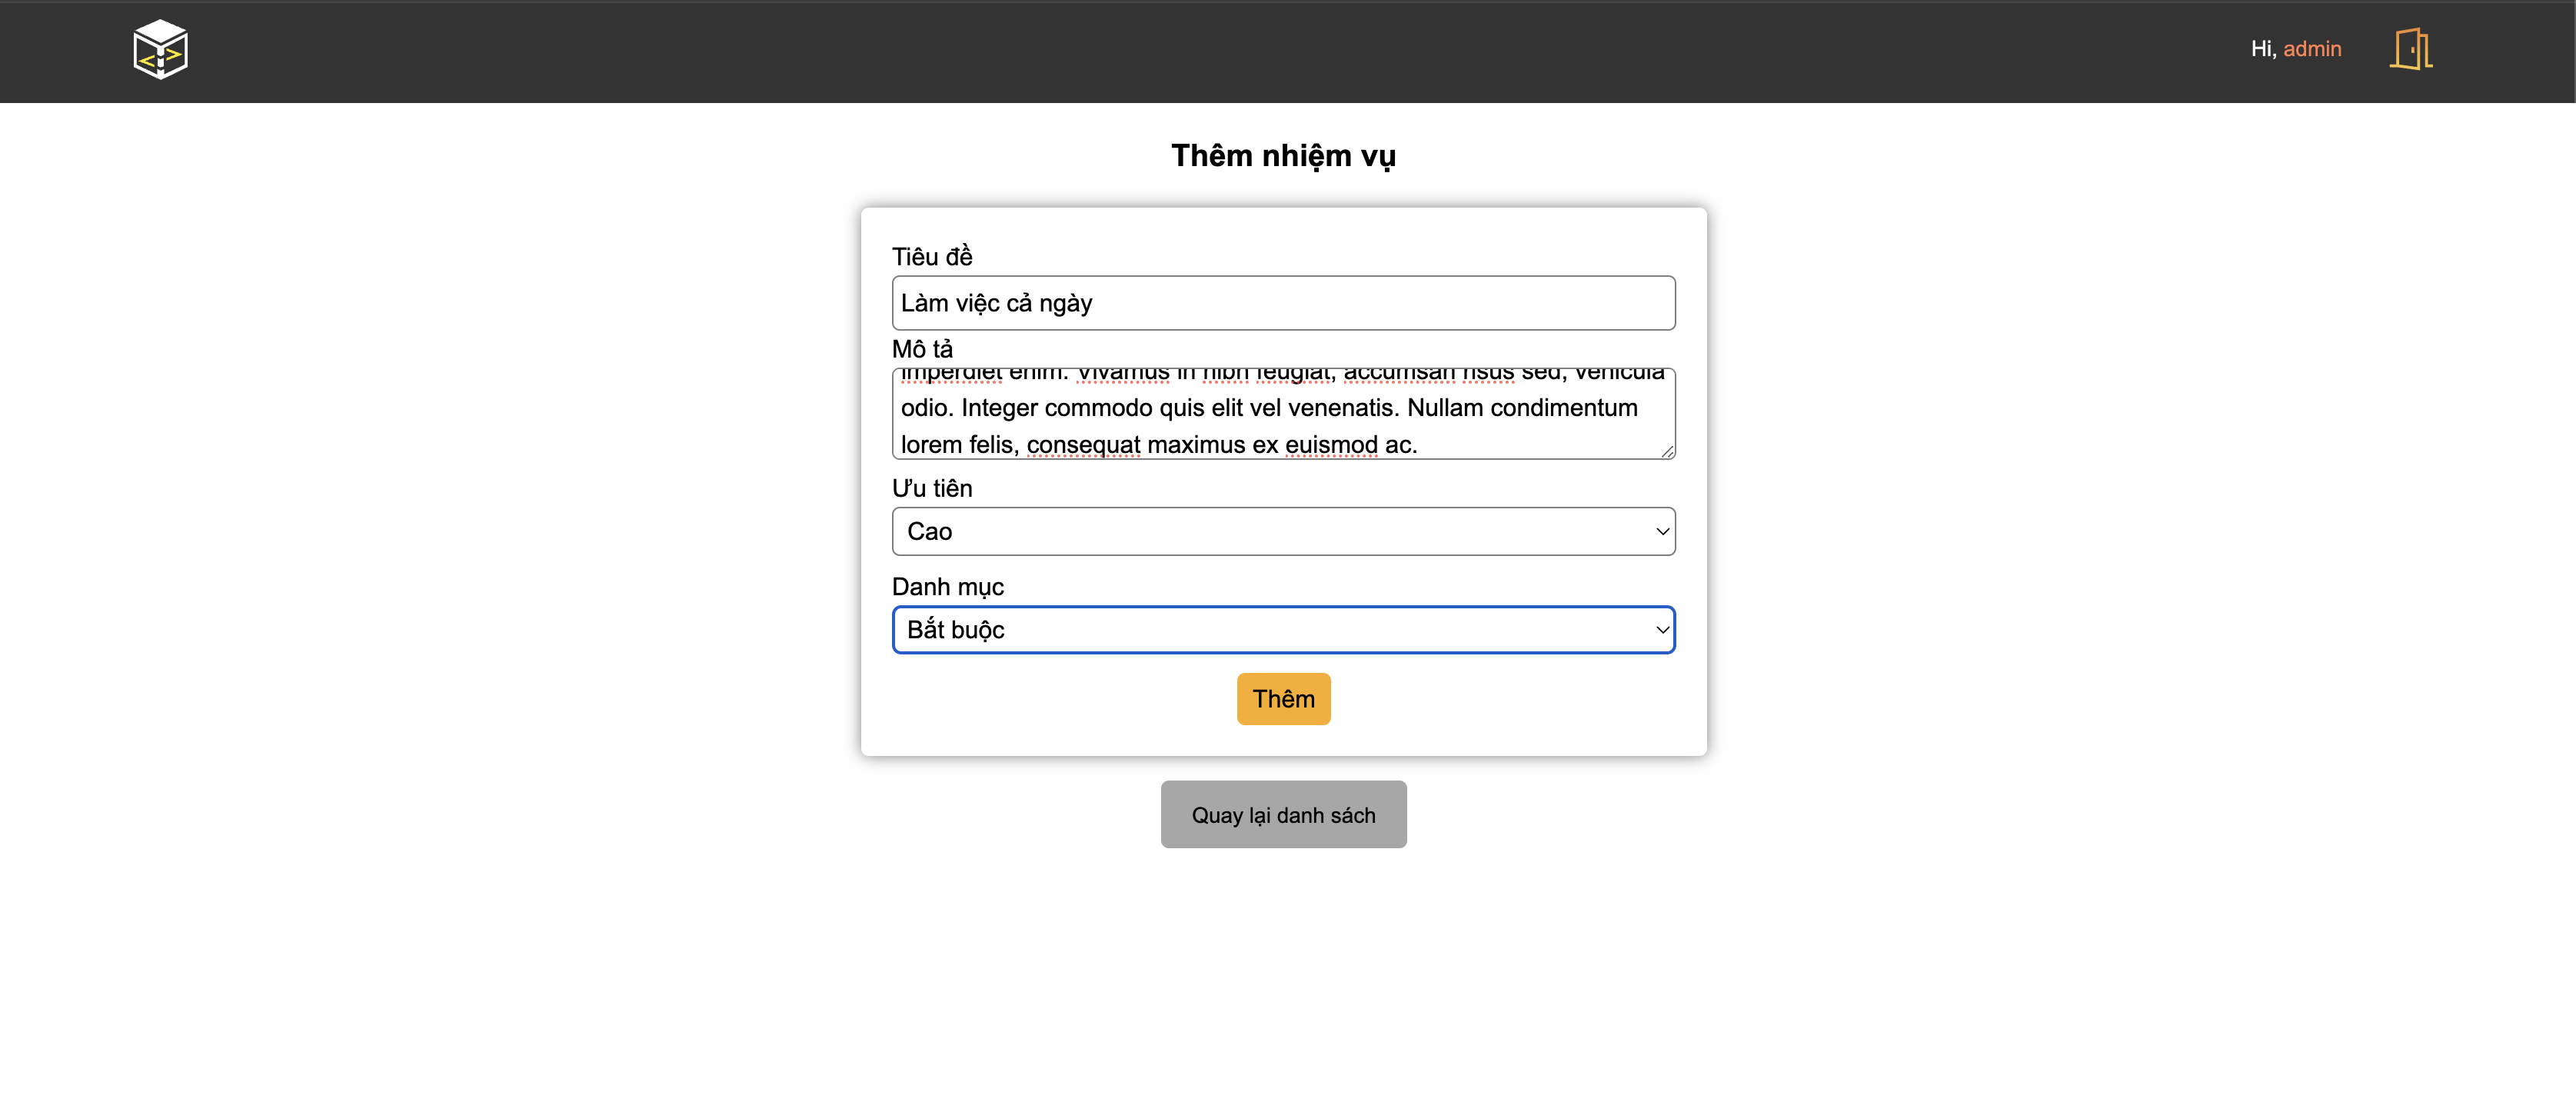 Hi, admin
Thêm nhiệm vụ
Tiêu đề
Làm việc cả ngày
Mô tả
imperdiet enim. Vivamus in nibh feugiat, accumsan risus sed, vehicula
odio. Integer commodo quis elit vel venenatis. Nullam condimentum
lorem felis, consequat maximus ex euismod ac.
Ưu tiên
Cao
Danh mục
Bắt buộc
Thêm
Quay lại danh sách